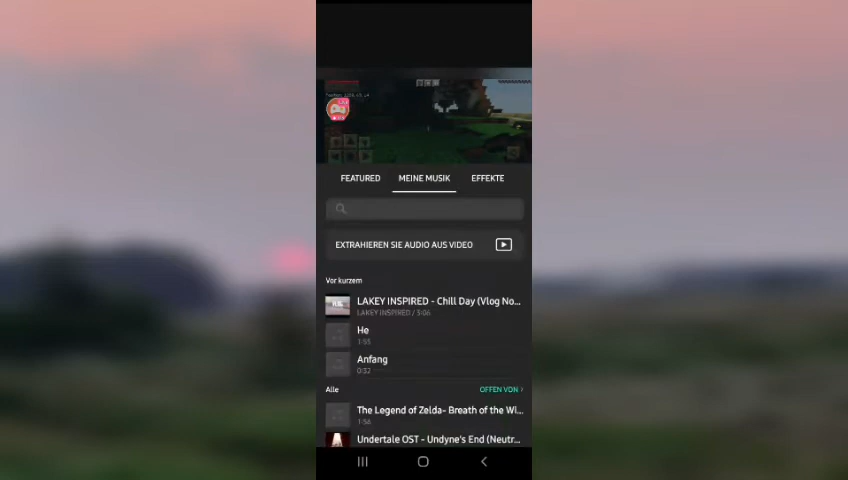 FEATURED
MEINE MUSIK
EFFEKTE
EXTRAHIEREN SIE AUDIO AUS VIDEO
Vor kurzem
LAKEY INSPIRED - Chill Day (Vlog No...
LAKEY INSPIRED / 3:06
He
1:53
Anfang
0:32
Alle
OFFEN VON >
The Legend of Zelda- Breath of the Wi...
1:56
Undertale OST - Undyne's End (Neutr...